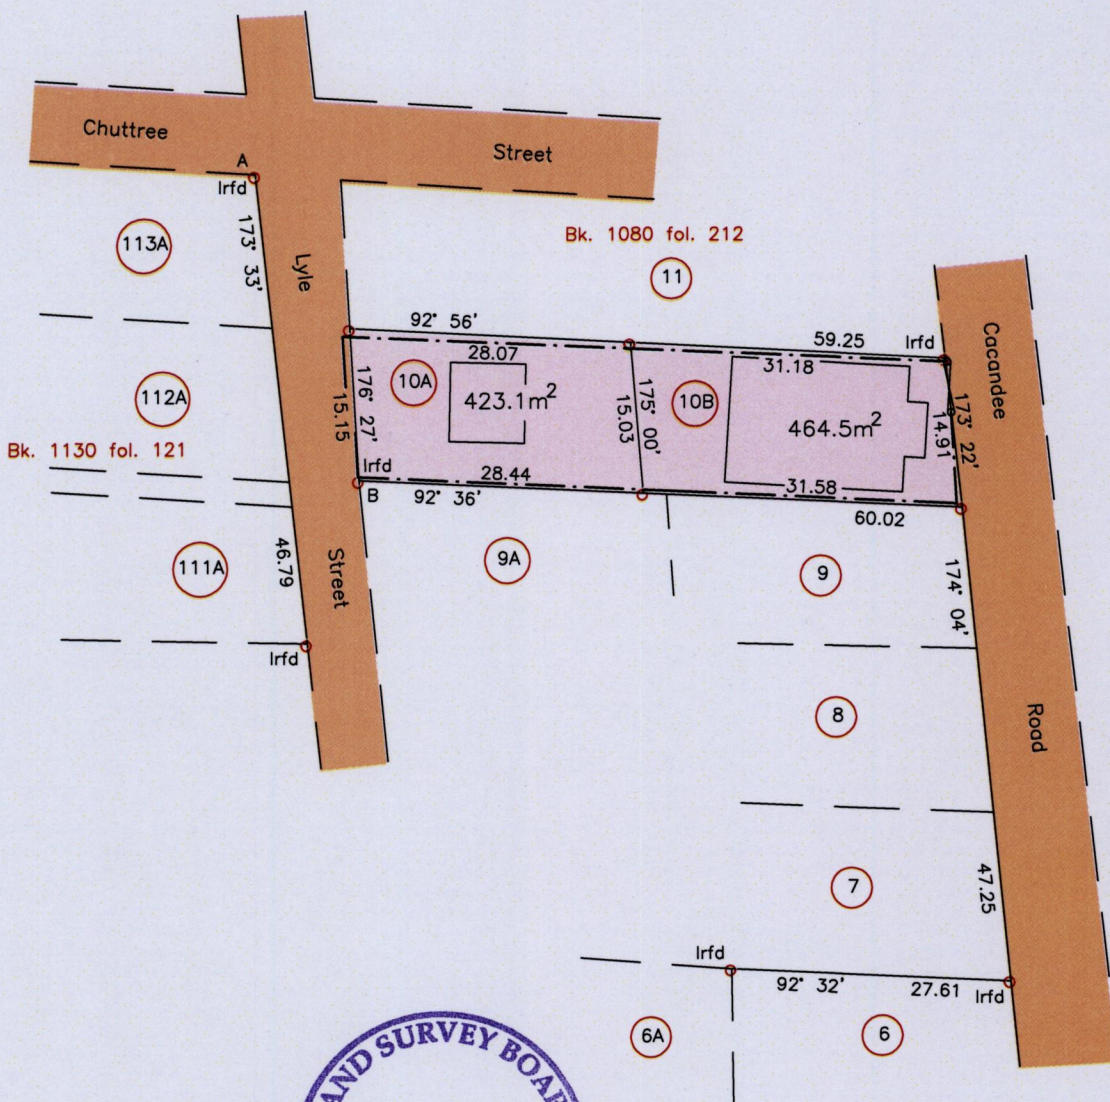 Chuttree
Street
A
Irfd
113A
173° 33'
Lyle
Bk. 1080 fol. 212
11
92° 56'
59.25
Irfd
28.07
31.18
Cacandee
10A
423.1m²
176° 27'
15.15
175° 00'
15.03
10B
464.5m²
14.91
173° 22'
112A
Bk. 1130 fol. 121
Irfd
B
28.44
92° 36'
31.58
60.02
111A
46.79
Street
9A
9
174° 04'
Irfd
8
Road
7
47.25
Irfd
92° 32'
27.61
Irfd
6A
6
AND SURVEY BOAR